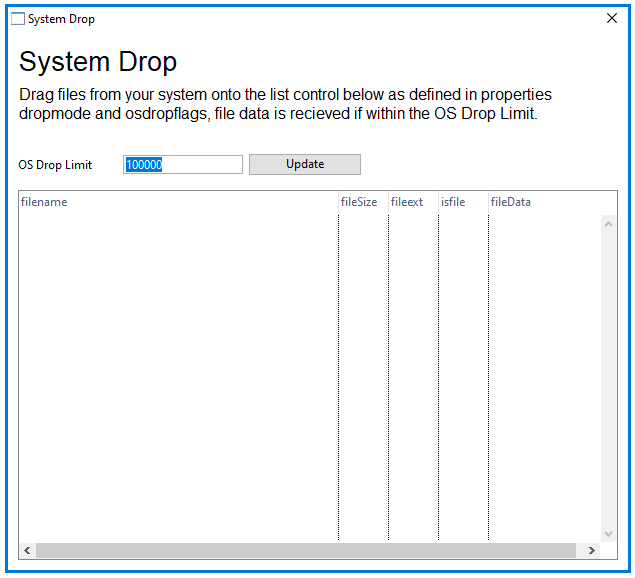 System Drop
System Drop
Drag files from your system onto the list control below as defined in properties
dropmode and osdropflags, file data is recieved if within the OS Drop Limit.
OS Drop Limit 100000 Update
filename fileSize fileext isfile fileData